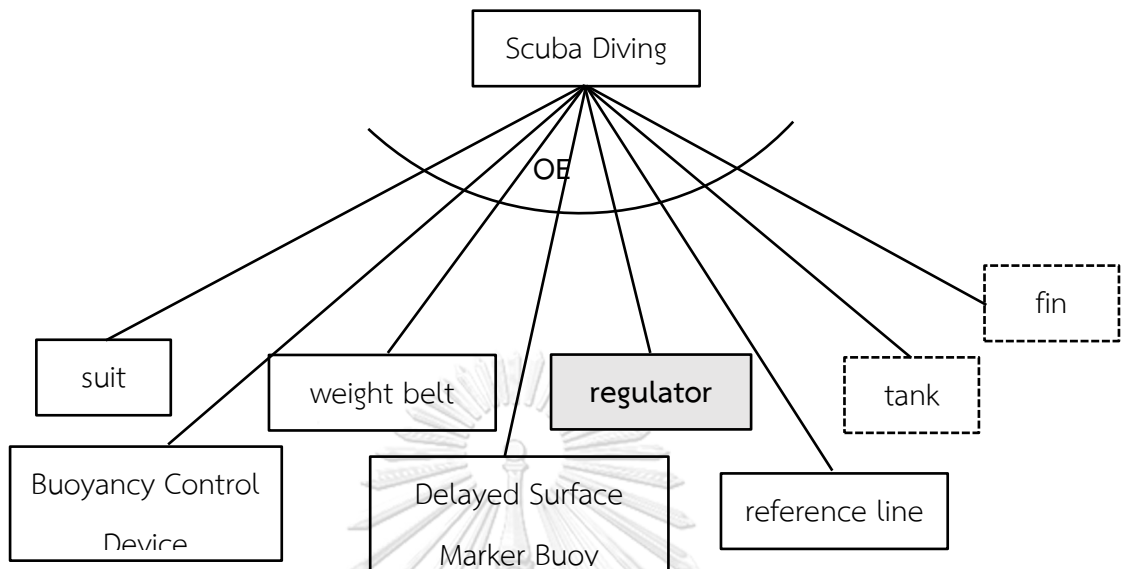 Scuba Diving
OE
fin
suit
weight belt
regulator
tank
Buoyancy Control
Device
Delayed Surface
Marker Buoy
reference line